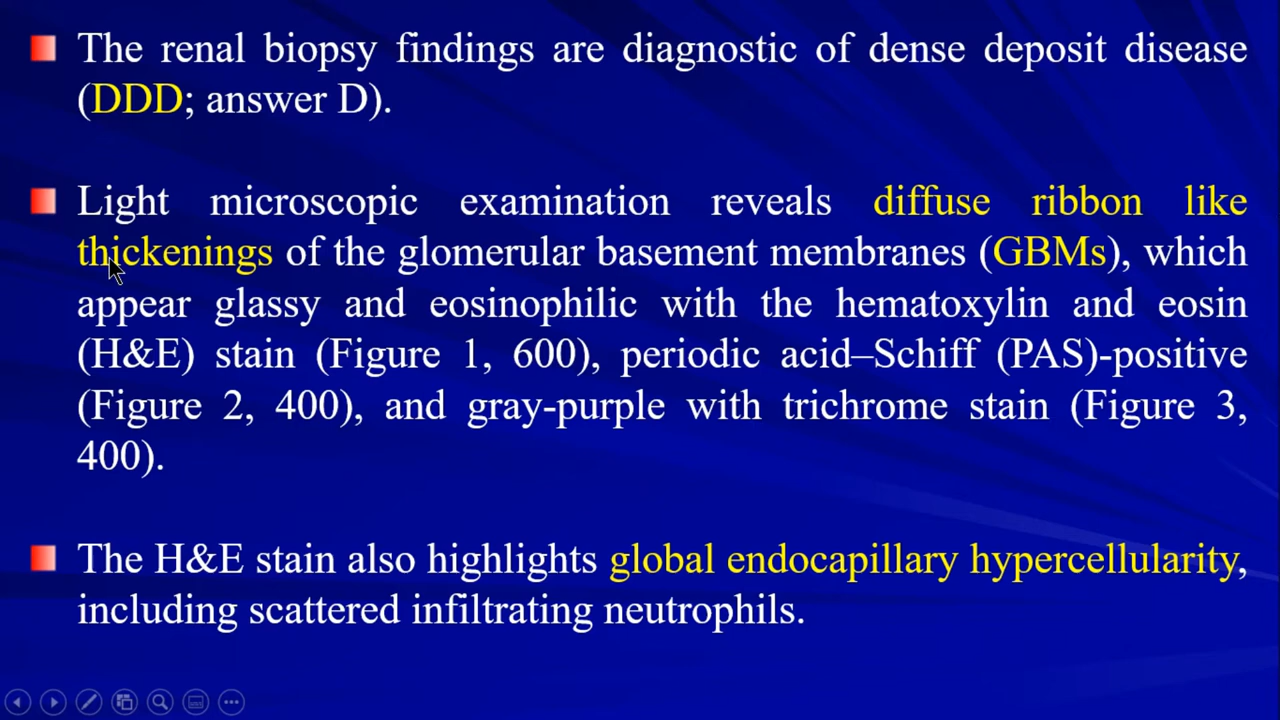 The renal biopsy findings are diagnostic of dense deposit disease
(DDD; answer D).
Light microscopic examination reveals diffuse ribbon like
thickenings of the glomerular basement membranes (GBMs), which
appear glassy and eosinophilic with the hematoxylin and eosin
(H&E) stain (Figure 1, 600), periodic acid–Schiff (PAS)-positive
(Figure 2, 400), and gray-purple with trichrome stain (Figure 3,
400).
The H&E stain also highlights global endocapillary hypercellularity,
including scattered infiltrating neutrophils.